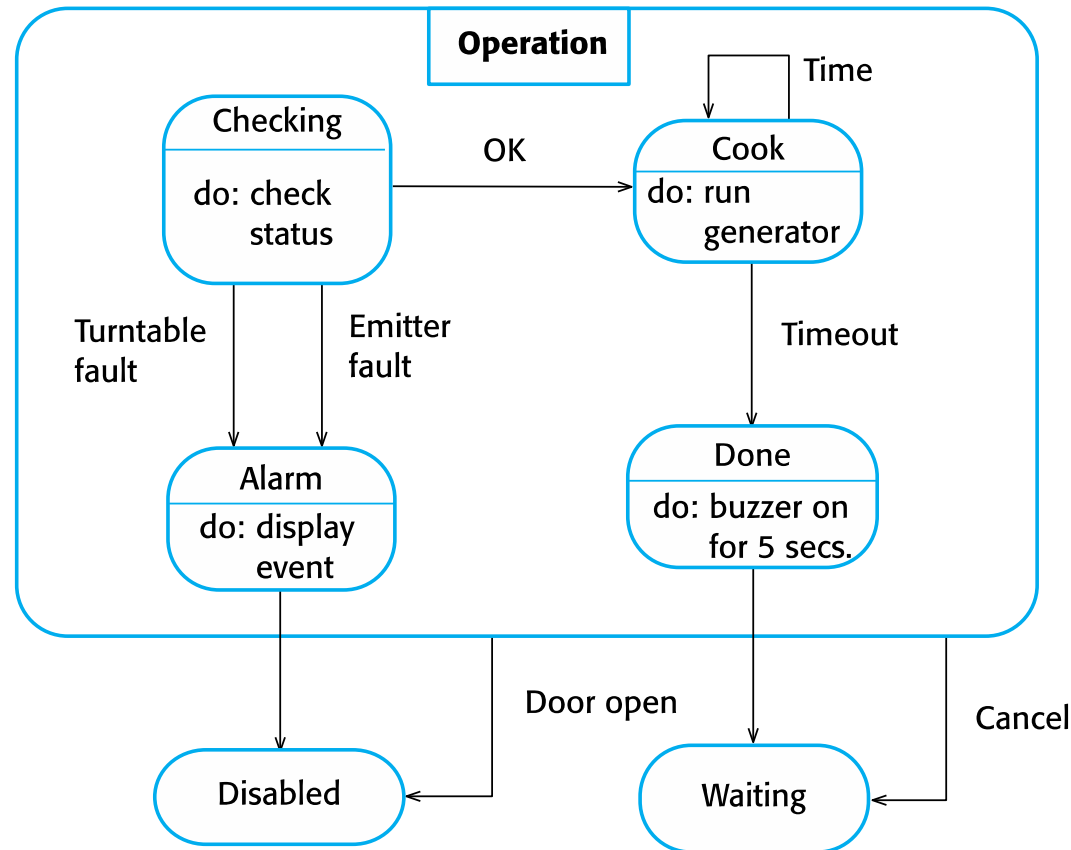 Operation
Time
Checking
OK
Cook
do: check
status
do: run
generator
Turntable
fault
Emitter
fault
Timeout
Alarm
do: display
event
Done
do: buzzer on
for 5 secs.
Door open
Cancel
Disabled
Waiting